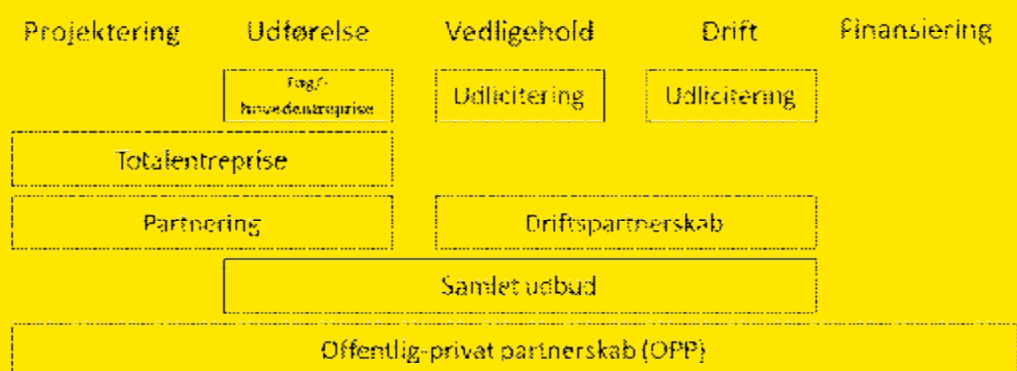 Projektering Udførelse Vedligehold Drift Finansiering
Fag/-
hovedentreprise
Udlicitering Udlicitering
Totalentreprise
Partnering Driftspartnerskab
Samlet udbud
Offentlig-privat partnerskab (OPP)